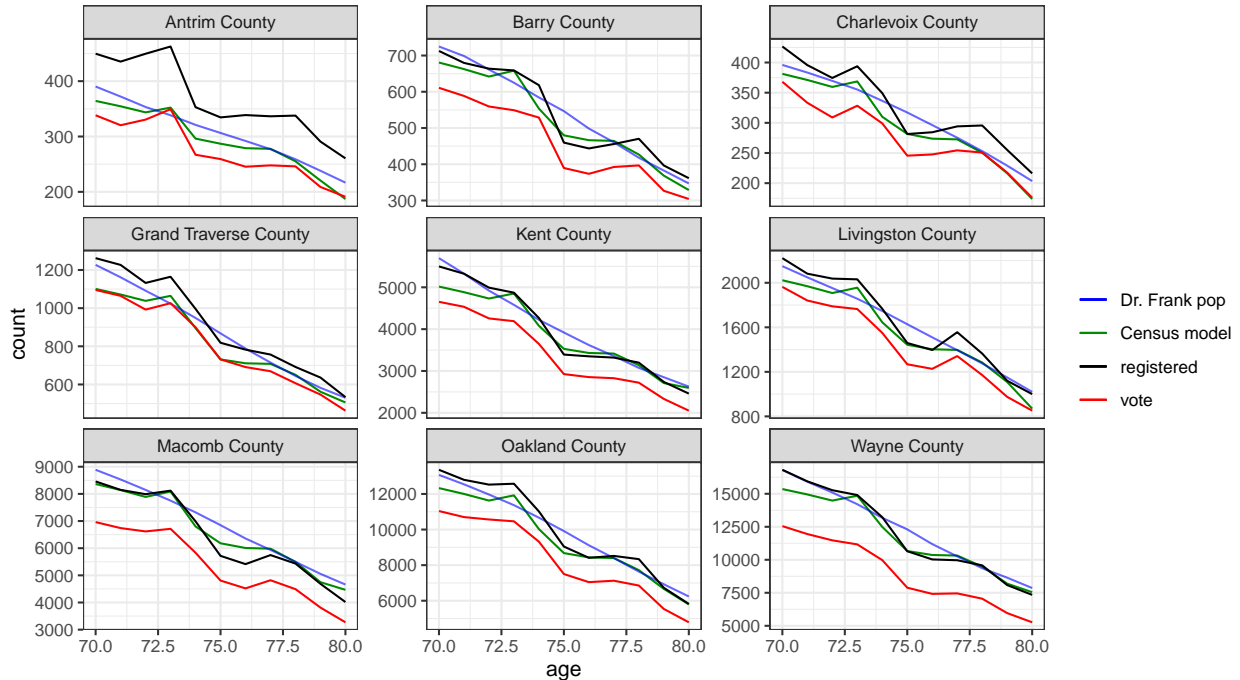 Antrim County
Barry County
Charlevoix County
400
300
200
700
600
500
400
300
400
350
300
250
200
Grand Traverse County
Kent County
Livingston County
1200
1000
800
600
5000
4000
3000
2000
2000
1600
1200
800
Macomb County
Oakland County
Wayne County
9000
8000
7000
6000
5000
4000
3000
12000
10000
8000
6000
15000
12500
10000
7500
5000
70.0 72.5 75.0 77.5 80.0
70.0 72.5 75.0 77.5 80.0
70.0 72.5 75.0 77.5 80.0
age
count
Dr. Frank pop
Census model
registered
vote